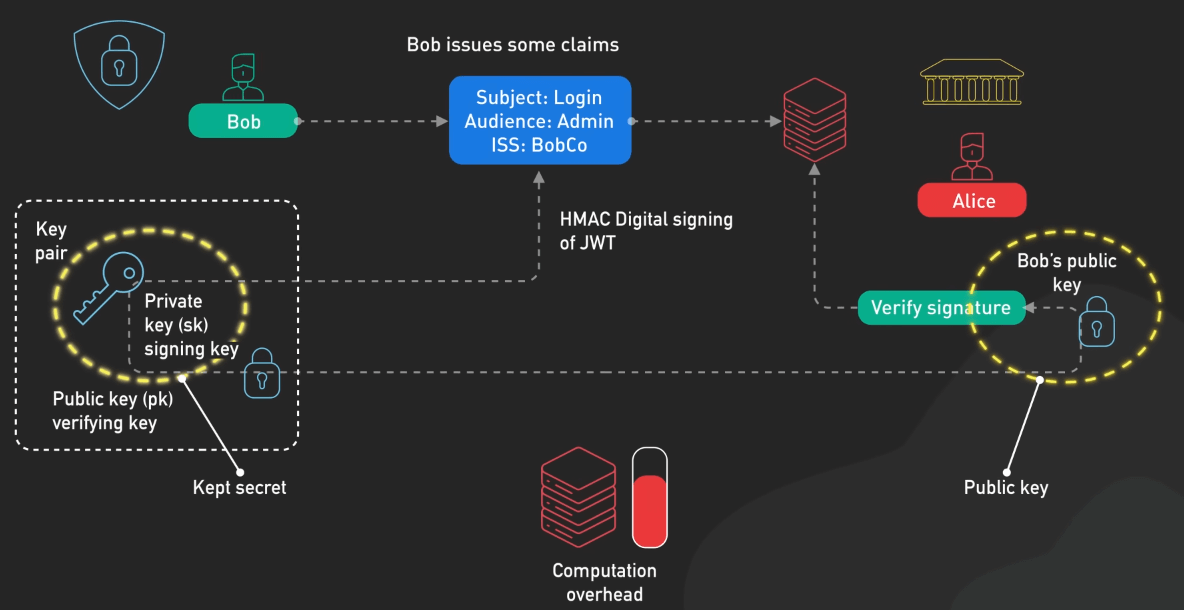 Bob issues some claims
Bob
Subject: Login
Audience: Admin
ISS: BobCo
Alice
HMAC Digital signing
of JWT
Key
pair
Private
key (sk)
signing key
Public key (pk)
verifying key
Kept secret
Bob's public
key
Verify signature
Public key
Computation
overhead